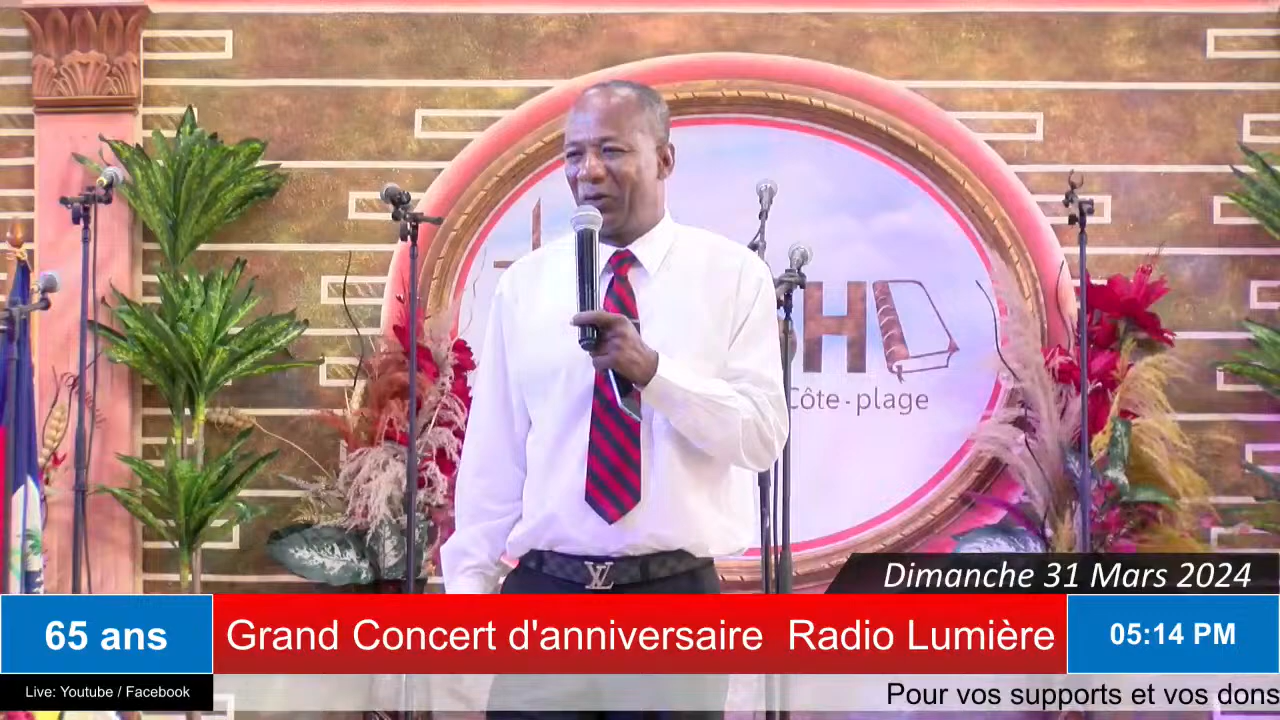 HD
Côte-plage
Dimanche 31 Mars 2024
65 ans
Grand Concert d'anniversaire Radio Lumière
05:14 PM
Live: Youtube / Facebook
Pour vos supports et vos dons